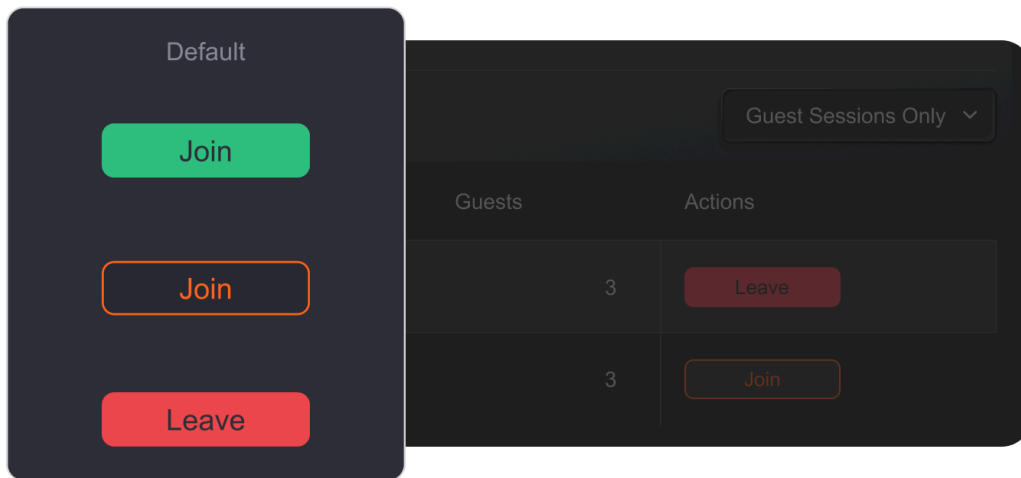 Default
Join
Join
Leave
Guest Sessions Only
Guests Actions
3 Leave
3 Join